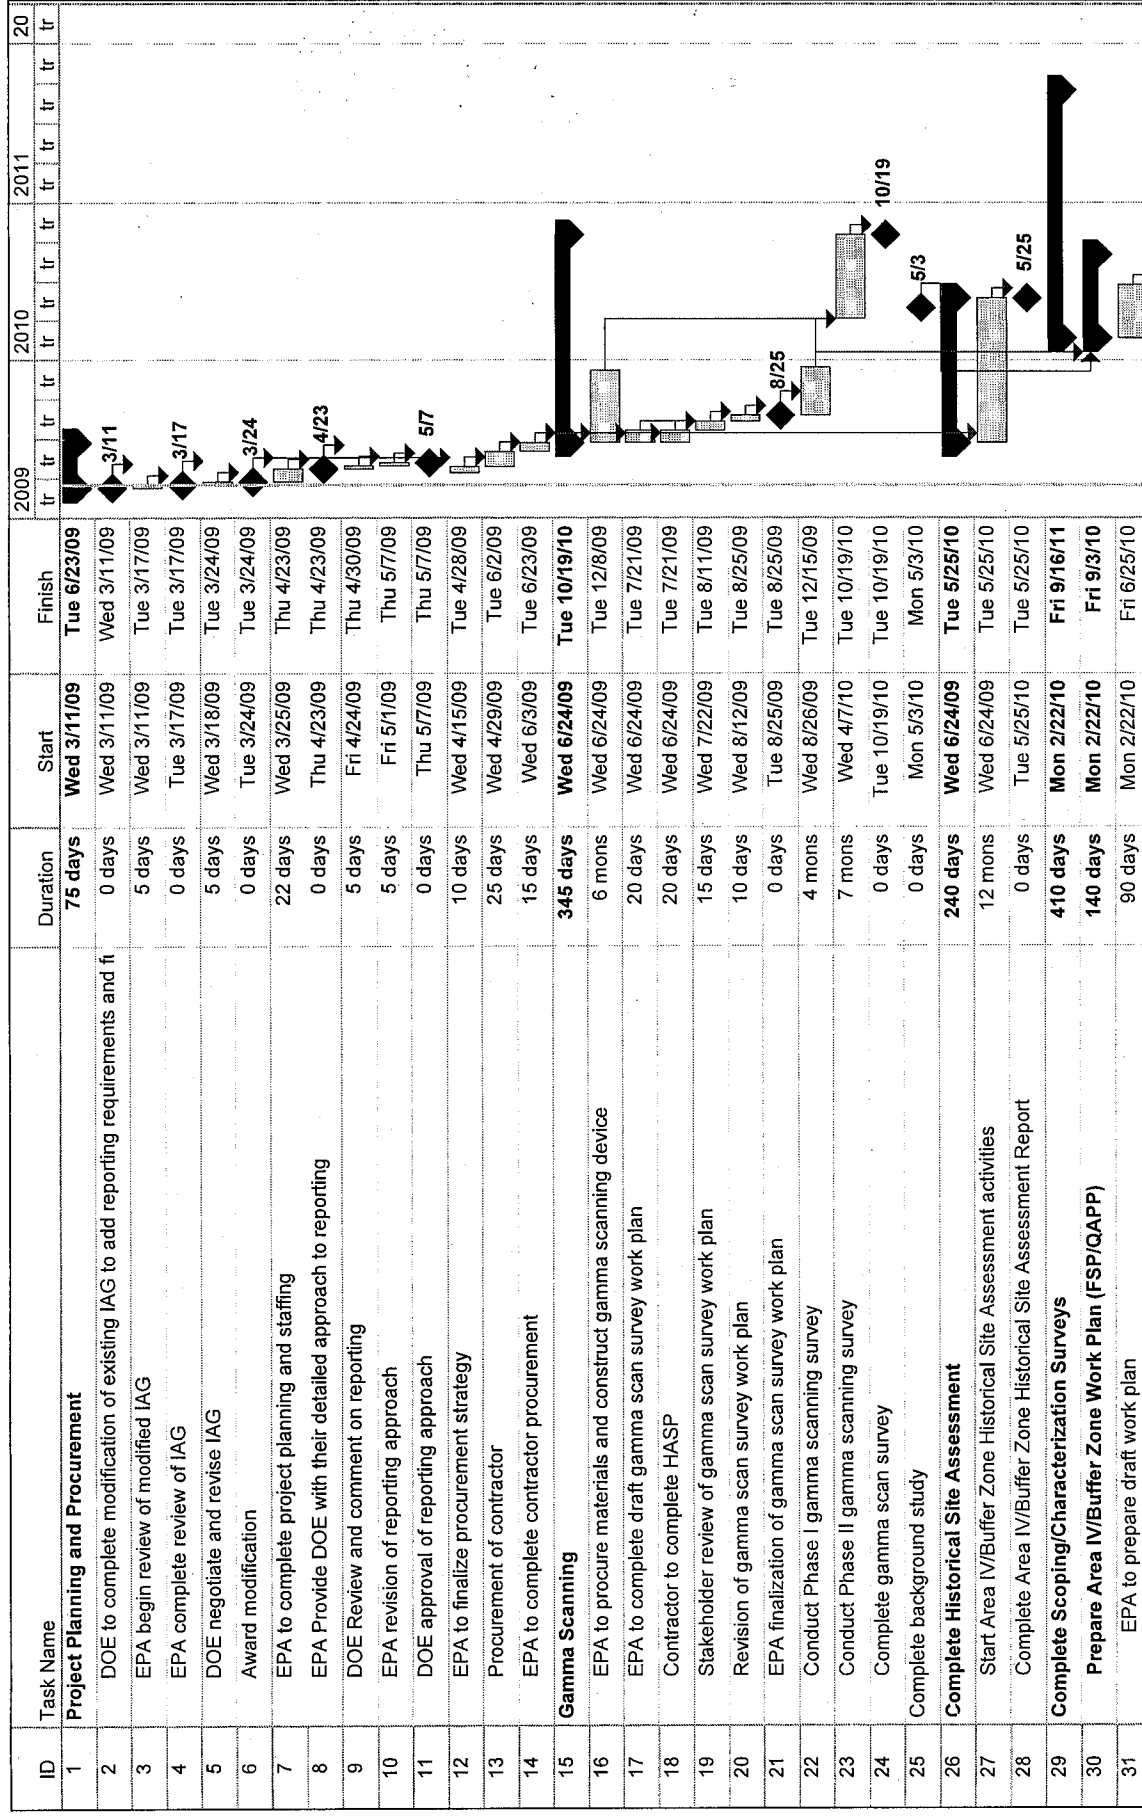 ID Task Name Duration Start Finish 2009 2010 2011 20
tr tr tr tr tr tr tr tr tr tr tr tr tr
1 Project Planning and Procurement 75 days Wed 3/11/09 Tue 6/23/09
2 DOE to complete modification of existing IAG to add reporting requirements and fi 0 days Wed 3/11/09 Wed 3/11/09 3/11
3 EPA begin review of modified IAG 5 days Wed 3/11/09 Tue 3/17/09
4 EPA complete review of IAG 0 days Tue 3/17/09 Tue 3/17/09 3/17
5 DOE negotiate and revise IAG 5 days Wed 3/18/09 Tue 3/24/09
6 Award modification 0 days Tue 3/24/09 Tue 3/24/09 3/24
7 EPA to complete project planning and staffing 22 days Wed 3/25/09 Thu 4/23/09
8 EPA Provide DOE with their detailed approach to reporting 0 days Thu 4/23/09 Thu 4/23/09 4/23
9 DOE Review and comment on reporting 5 days Fri 4/24/09 Thu 4/30/09
10 EPA revision of reporting approach 5 days Fri 5/1/09 Thu 5/7/09
11 DOE approval of reporting approach 0 days Thu 5/7/09 Thu 5/7/09 5/7
12 EPA to finalize procurement strategy 10 days Wed 4/15/09 Tue 4/28/09
13 Procurement of contractor 25 days Wed 4/29/09 Tue 6/2/09
14 EPA to complete contractor procurement 15 days Wed 6/3/09 Tue 6/23/09
15 Gamma Scanning 345 days Wed 6/24/09 Tue 10/19/10
16 EPA to procure materials and construct gamma scanning device 6 mons Wed 6/24/09 Tue 12/8/09
17 EPA to complete draft gamma scan survey work plan 20 days Wed 6/24/09 Tue 7/21/09
18 Contractor to complete HASP 20 days Wed 6/24/09 Tue 7/21/09
19 Stakeholder review of gamma scan survey work plan 15 days Wed 7/22/09 Tue 8/11/09
20 Revision of gamma scan survey work plan 10 days Wed 8/12/09 Tue 8/25/09
21 EPA finalization of gamma scan survey work plan 0 days Tue 8/25/09 Tue 8/25/09 8/25
22 Conduct Phase I gamma scanning survey 4 mons Wed 8/26/09 Tue 12/15/09
23 Conduct Phase II gamma scanning survey 7 mons Wed 4/7/10 Tue 10/19/10
24 Complete gamma scan survey 0 days Tue 10/19/10 Tue 10/19/10 10/19
25 Complete background study 0 days Mon 5/3/10 Mon 5/3/10 5/3
26 Complete Historical Site Assessment 240 days Wed 6/24/09 Tue 5/25/10
27 Start Area IV/Buffer Zone Historical Site Assessment activities 12 mons Wed 6/24/09 Tue 5/25/10
28 Complete Area IV/Buffer Zone Historical Site Assessment Report 0 days Tue 5/25/10 Tue 5/25/10 5/25
29 Complete Scoping/Characterization Surveys 410 days Mon 2/22/10 Fri 9/16/11
30 Prepare Area IV/Buffer Zone Work Plan (FSP/QAPP) 140 days Mon 2/22/10 Fri 9/3/10
31 EPA to prepare draft work plan 90 days Mon 2/22/10 Fri 6/25/10